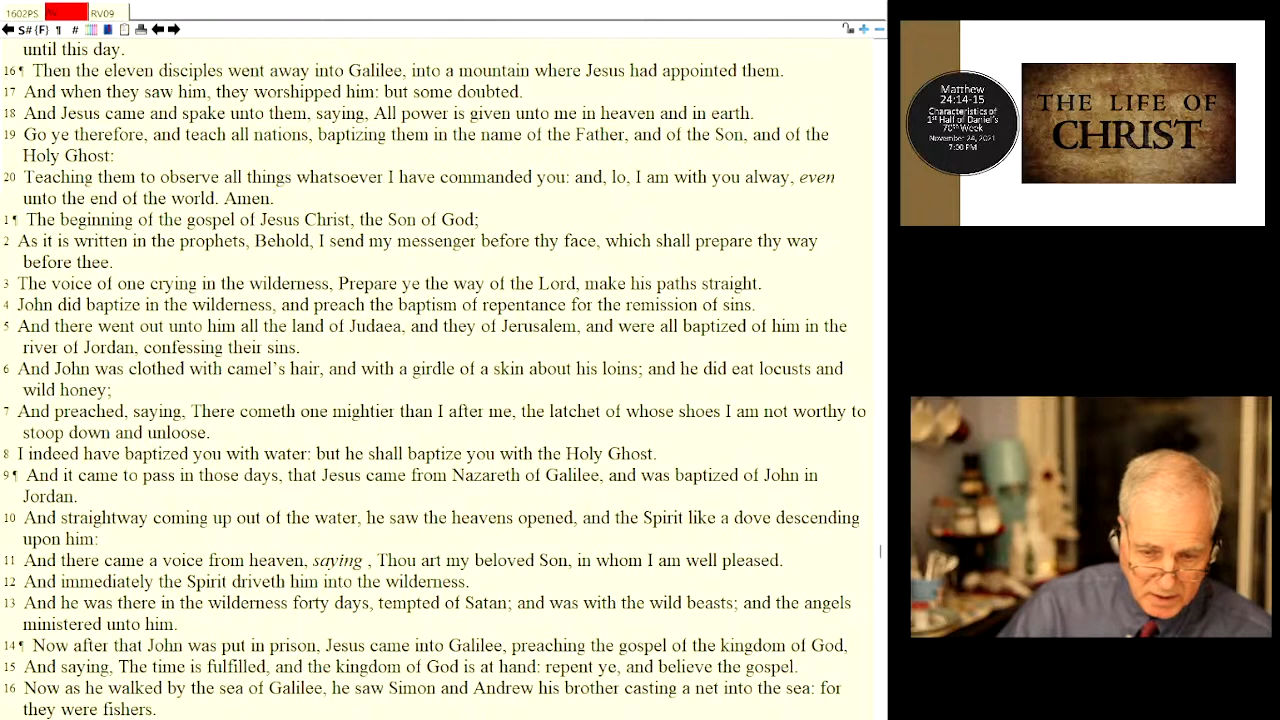 1602PS
RV09
S# {F} ¶ #
until this day.
16 ¶ Then the eleven disciples went away into Galilee, into a mountain where Jesus had appointed them.
17 And when they saw him, they worshipped him: but some doubted.
18 And Jesus came and spake unto them, saying, All power is given unto me in heaven and in earth.
19 Go ye therefore, and teach all nations, baptizing them in the name of the Father, and of the Son, and of the
Holy Ghost:
20 Teaching them to observe all things whatsoever I have commanded you: and, lo, I am with you alway, even
unto the end of the world. Amen.
1 ¶ The beginning of the gospel of Jesus Christ, the Son of God;
2 As it is written in the prophets, Behold, I send my messenger before thy face, which shall prepare thy way
before thee.
3 The voice of one crying in the wilderness, Prepare ye the way of the Lord, make his paths straight.
4 John did baptize in the wilderness, and preach the baptism of repentance for the remission of sins.
5 And there went out unto him all the land of Judaea, and they of Jerusalem, and were all baptized of him in the
river of Jordan, confessing their sins.
6 And John was clothed with camel's hair, and with a girdle of a skin about his loins; and he did eat locusts and
wild honey;
7 And preached, saying, There cometh one mightier than I after me, the latchet of whose shoes I am not worthy to
stoop down and unloose.
8 I indeed have baptized you with water: but he shall baptize you with the Holy Ghost.
9 ¶ And it came to pass in those days, that Jesus came from Nazareth of Galilee, and was baptized of John in
Jordan.
10 And straightway coming up out of the water, he saw the heavens opened, and the Spirit like a dove descending
upon him:
11 And there came a voice from heaven, saying , Thou art my beloved Son, in whom I am well pleased.
12 And immediately the Spirit driveth him into the wilderness.
13 And he was there in the wilderness forty days, tempted of Satan; and was with the wild beasts; and the angels
ministered unto him.
14 ¶ Now after that John was put in prison, Jesus came into Galilee, preaching the gospel of the kingdom of God,
15 And saying, The time is fulfilled, and the kingdom of God is at hand: repent ye, and believe the gospel.
16 Now as he walked by the sea of Galilee, he saw Simon and Andrew his brother casting a net into the sea: for
they were fishers.
Matthew
24:14-15
Characteristics of
1st Half of Daniel's
70th Week
November 24, 2021
7:00 PM
THE LIFE OF
CHRIST